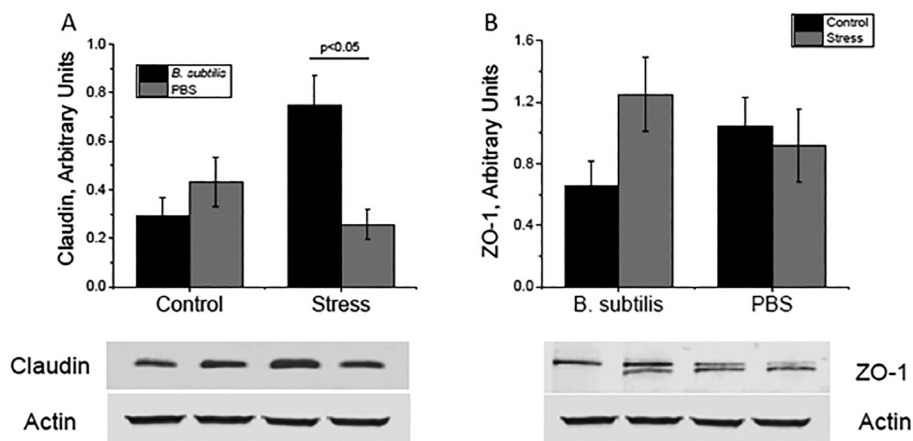 A
Claudin, Arbitrary Units
1.0
0.8
0.6
0.4
0.2
0.0
B. subtilis
PBS
p<0.05
Control
Stress
Claudin
Actin
B
ZO-1, Arbitrary Units
1.6
1.2
0.8
0.4
0.0
Control
Stress
B. subtilis
PBS
ZO-1
Actin